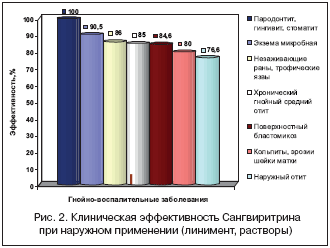 Эффективность, %
100
90
80
70
60
50
40
30
20
10
0
100
90,5
86
85
84,6
80
76,6
Гнойно-воспалительные заболевания
Пародонтит,
гингивит, стоматит
Экзема микробная
Незаживающие
раны, трофические
язвы
Хронический
гнойный средний
отит
Поверхностный
бластомикоз
Кольпиты, эрозии
шейки матки
Наружный отит
Рис. 2. Клиническая эффективность Сангвиритрина
при наружном применении (линимент, растворы)